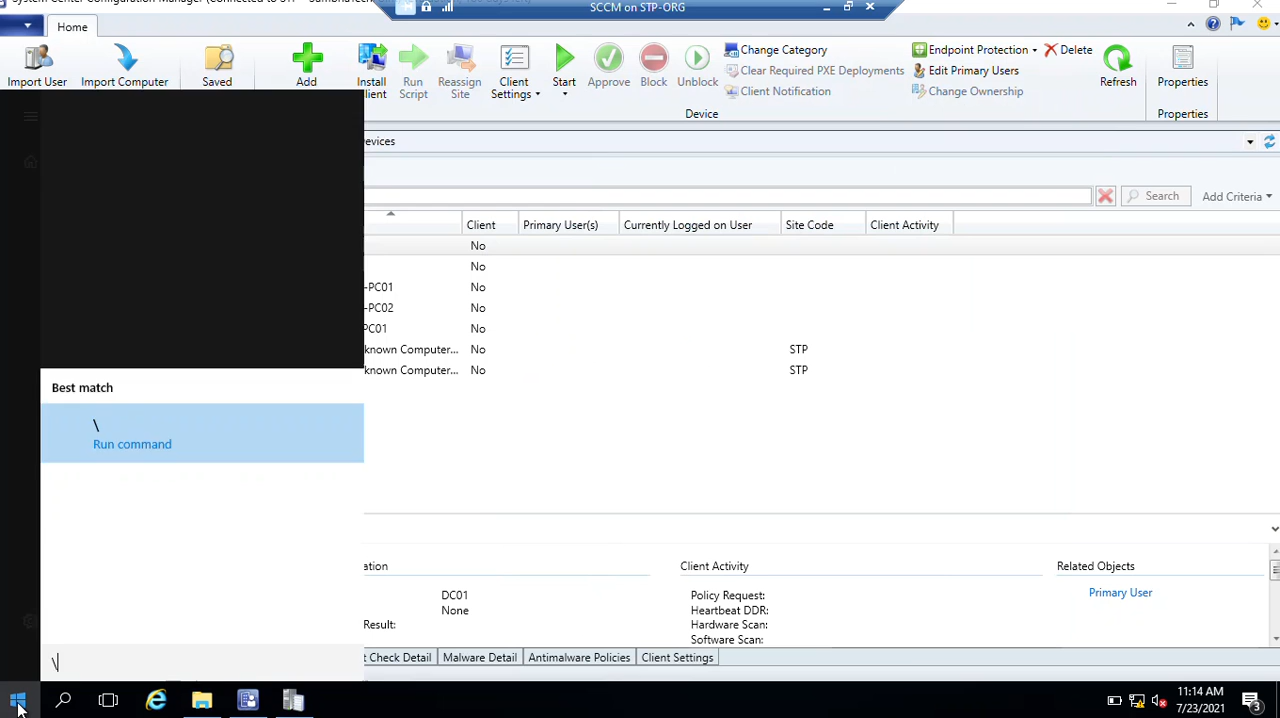 SCCM on STP-ORG
Home
Import User
Import Computer
Saved
Add
Install Client
Run Script
Reassign Site
Client Settings
Start
Approve
Block
Unblock
Change Category
Clear Required PXE Deployments
Client Notification
Endpoint Protection
Edit Primary Users
Change Ownership
Delete
Refresh
Properties
Device
Properties
evices
Search
Add Criteria
Client
Primary User(s)
Currently Logged on User
Site Code
Client Activity
No
No
-PC01 No
-PC02 No
PC01 No
known Computer... No STP
known Computer... No STP
Best match
\
Run command
ation
DC01
None
Result:
Client Activity
Policy Request:
Heartbeat DDR:
Hardware Scan:
Software Scan:
Related Objects
Primary User
t Check Detail
Malware Detail
Antimalware Policies
Client Settings
\
11:14 AM
7/23/2021
3